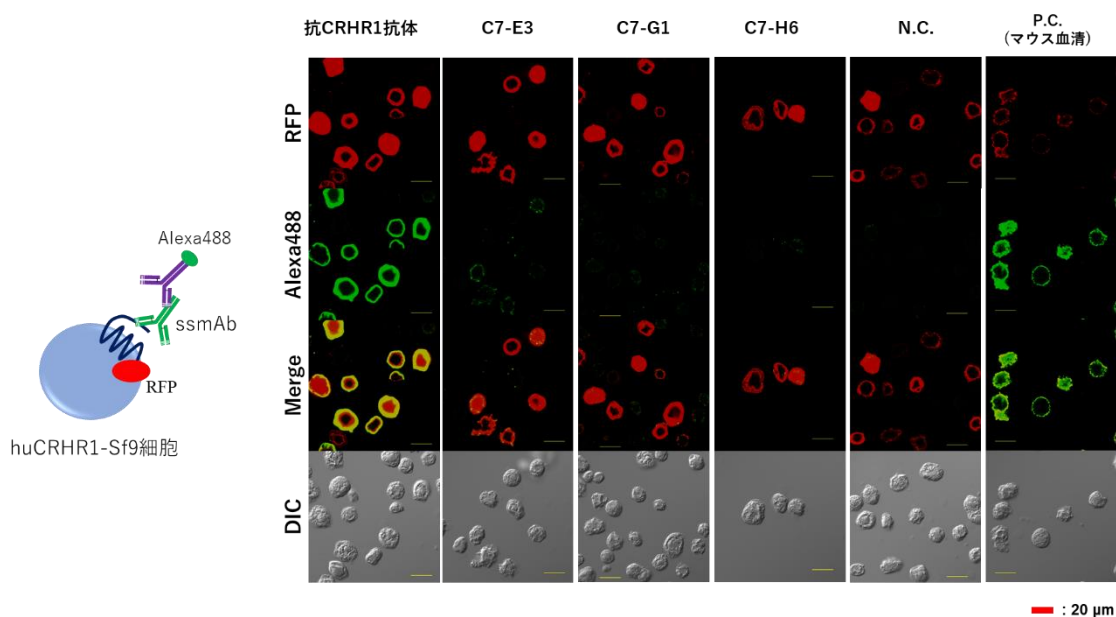 抗CRHR1抗体
C7-E3
C7-G1
C7-H6
N.C.
P.C.
(マウス血清)
RFP
Alexa488
Merge
DIC
Alexa488
ssmAb
RFP
huCRHR1-Sf9細胞
: 20 μm